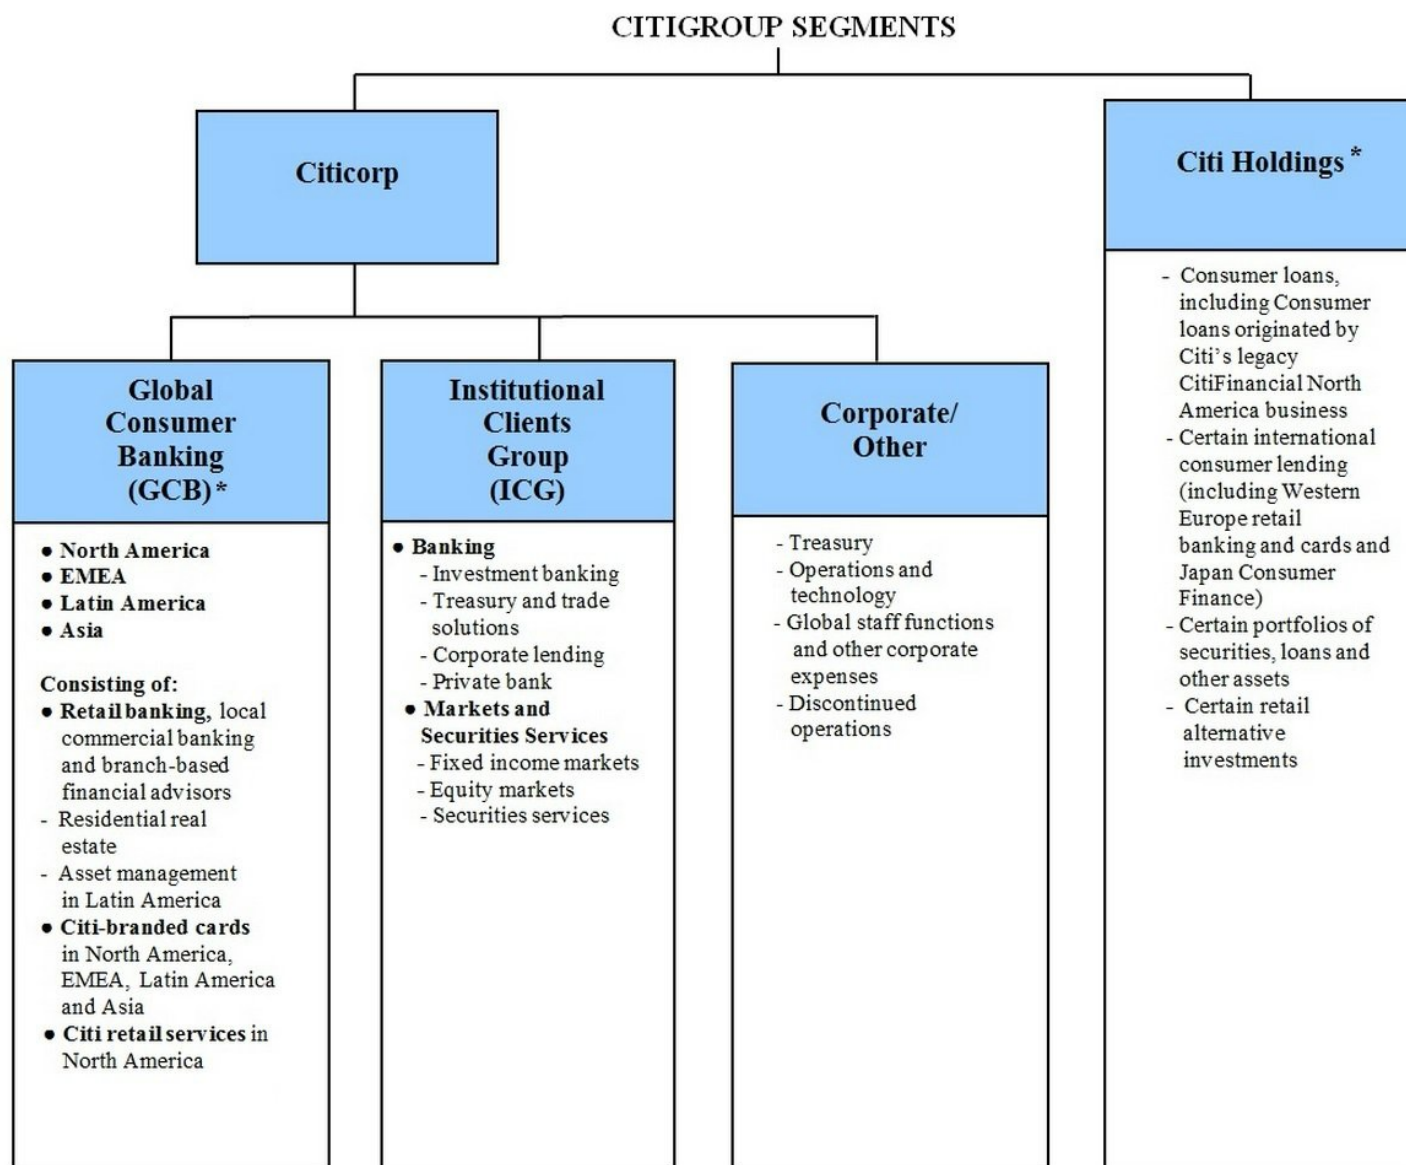 CITIGROUP SEGMENTS
Citicorp
Citi Holdings *
- Consumer loans,
including Consumer
loans originated by
Citi's legacy
CitiFinancial North
America business
- Certain international
consumer lending
(including Western
Europe retail
banking and cards and
Japan Consumer
Finance)
- Certain portfolios of
securities, loans and
other assets
- Certain retail
alternative
investments
Global
Consumer
Banking
(GCB) *
● North America
● EMEA
● Latin America
● Asia
Consisting of:
● Retail banking, local
commercial banking
and branch-based
financial advisors
- Residential real
estate
- Asset management
in Latin America
● Citi-branded cards
in North America,
EMEA, Latin America
and Asia
● Citi retail services in
North America
Institutional
Clients
Group
(ICG)
● Banking
- Investment banking
- Treasury and trade
solutions
- Corporate lending
- Private bank
● Markets and
Securities Services
- Fixed income markets
- Equity markets
- Securities services
Corporate/
Other
- Treasury
- Operations and
technology
- Global staff functions
and other corporate
expenses
- Discontinued
operations